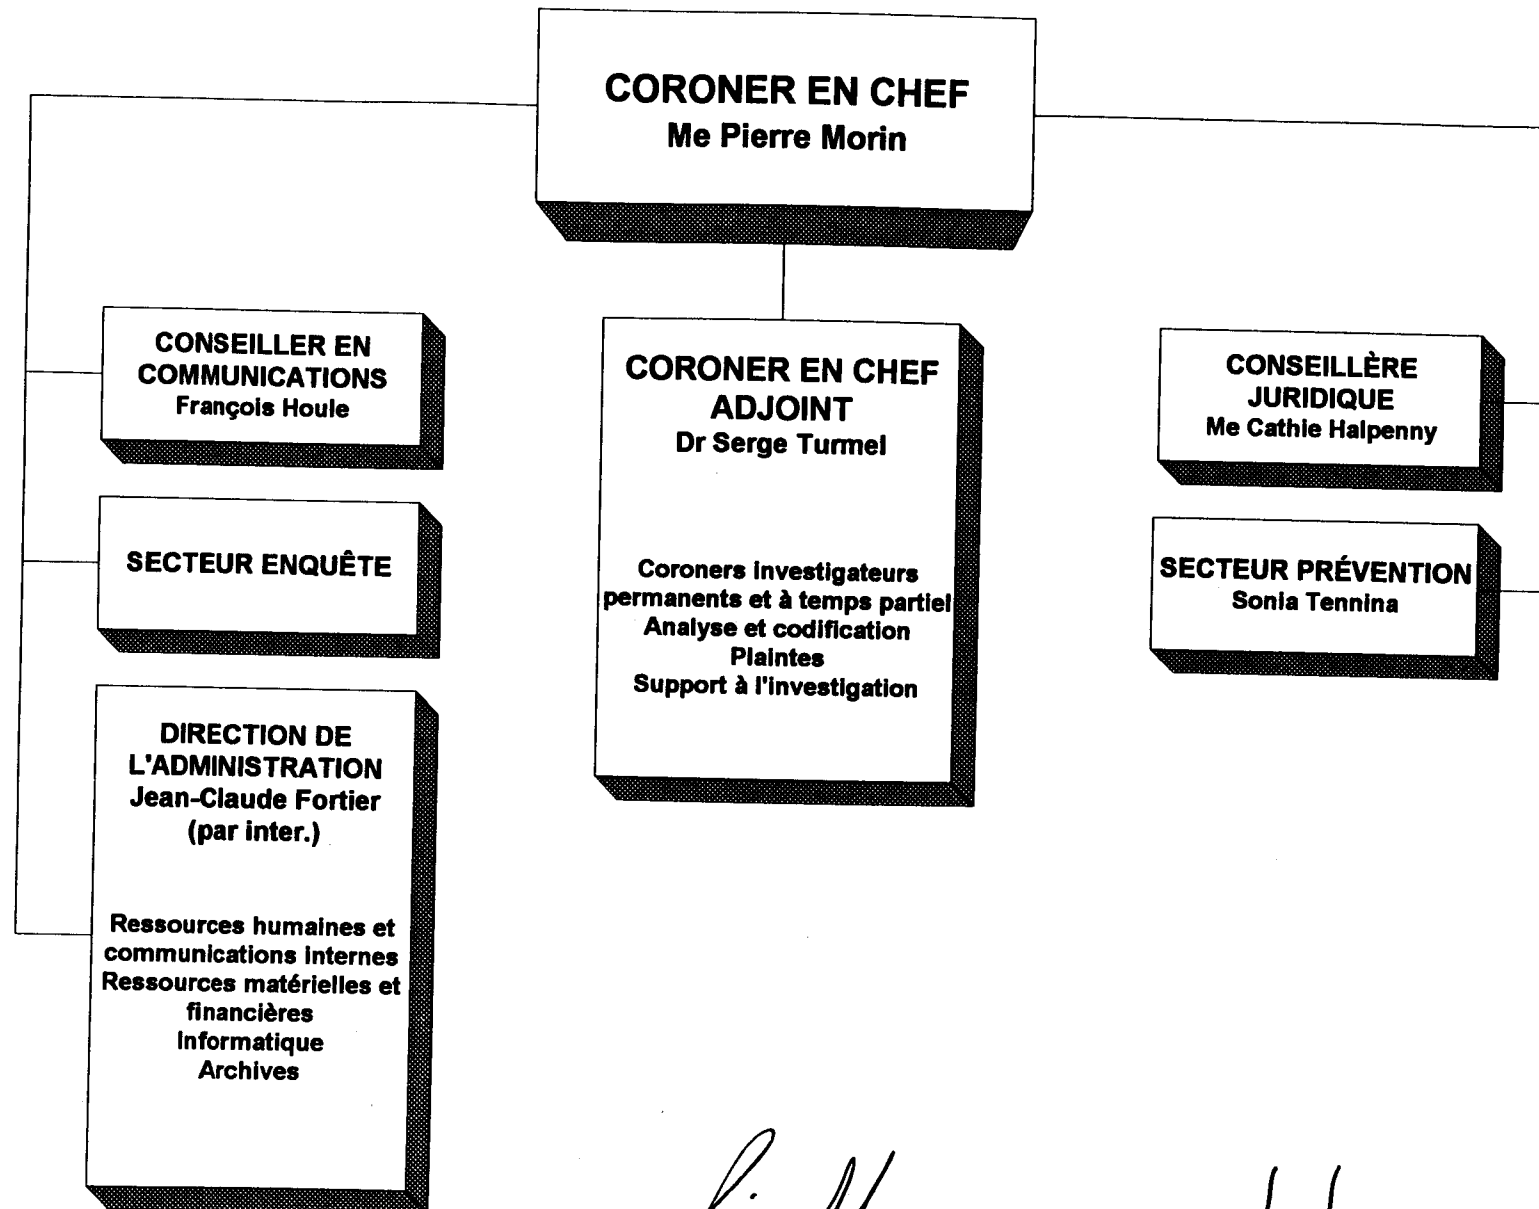 CORONER EN CHEF
Me Pierre Morin
CONSEILLER EN
COMMUNICATIONS
François Houle
SECTEUR ENQUÊTE
DIRECTION DE
L'ADMINISTRATION
Jean-Claude Fortier
(par inter.)
Ressources humaines et
communications internes
Ressources matérielles et
financières
Informatique
Archives
CORONER EN CHEF
ADJOINT
Dr Serge Turmel
Coroners investigateurs
permanents et à temps partiel
Analyse et codification
Plaintes
Support à l'investigation
CONSEILLÈRE
JURIDIQUE
Me Cathie Halpenny
SECTEUR PRÉVENTION
Sonia Tennina